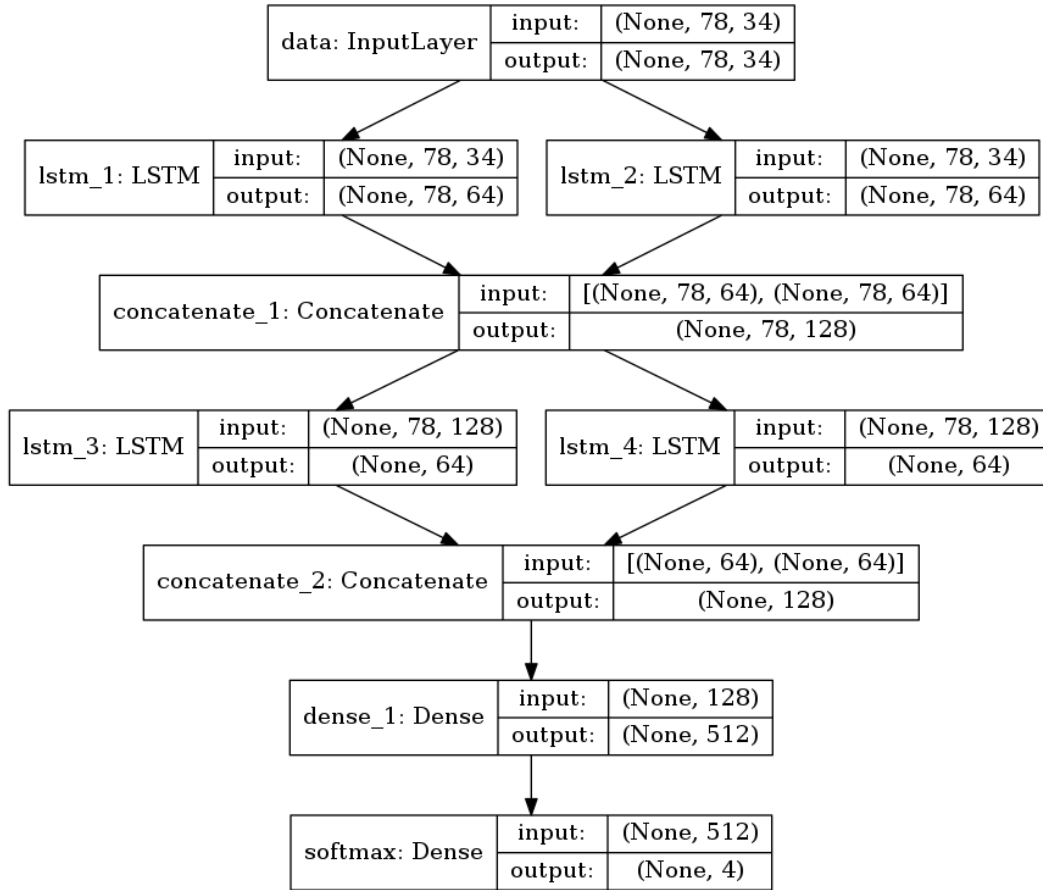 data: InputLayer
input: (None, 78, 34)
output: (None, 78, 34)
lstm_1: LSTM
input: (None, 78, 34)
output: (None, 78, 64)
lstm_2: LSTM
input: (None, 78, 34)
output: (None, 78, 64)
concatenate_1: Concatenate
input: [(None, 78, 64), (None, 78, 64)]
output: (None, 78, 128)
lstm_3: LSTM
input: (None, 78, 128)
output: (None, 64)
lstm_4: LSTM
input: (None, 78, 128)
output: (None, 64)
concatenate_2: Concatenate
input: [(None, 64), (None, 64)]
output: (None, 128)
dense_1: Dense
input: (None, 128)
output: (None, 512)
softmax: Dense
input: (None, 512)
output: (None, 4)